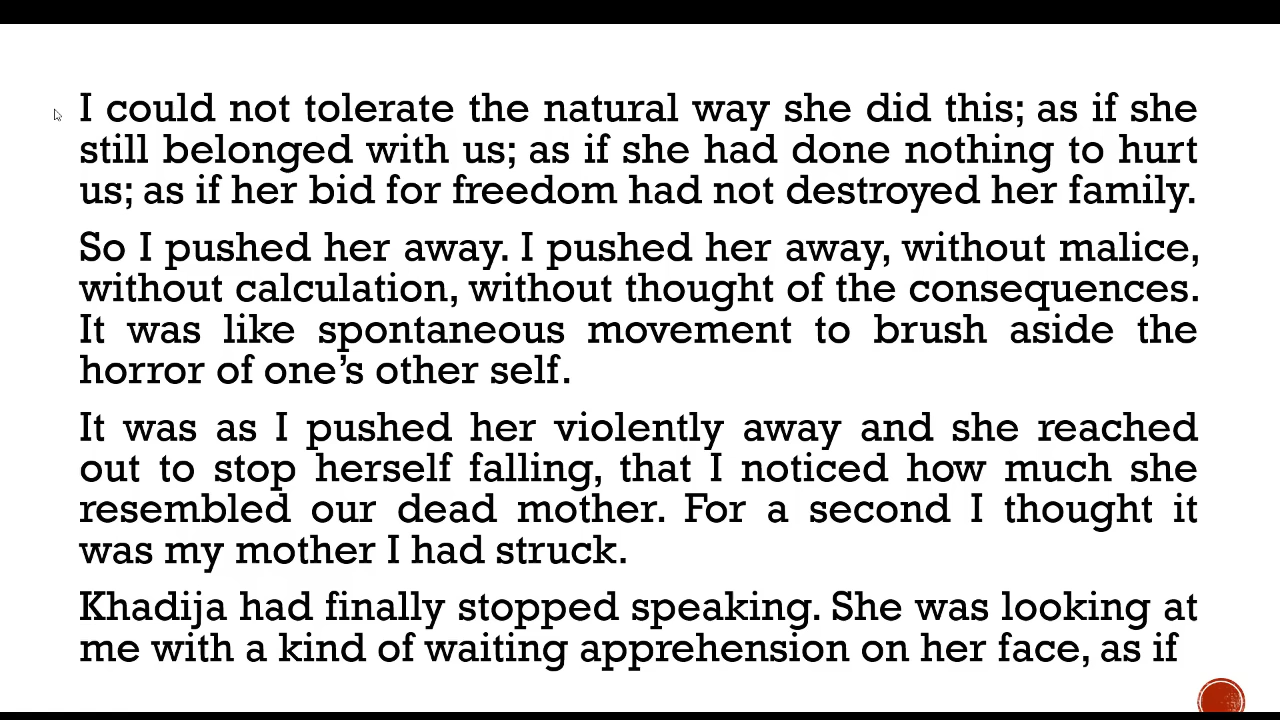 I could not tolerate the natural way she did this; as if she
still belonged with us; as if she had done nothing to hurt
us; as if her bid for freedom had not destroyed her family.
So I pushed her away. I pushed her away, without malice,
without calculation, without thought of the consequences.
It was like spontaneous movement to brush aside the
horror of one’s other self.
It was as I pushed her violently away and she reached
out to stop herself falling, that I noticed how much she
resembled our dead mother. For a second I thought it
was my mother I had struck.
Khadija had finally stopped speaking. She was looking at
me with a kind of waiting apprehension on her face, as if